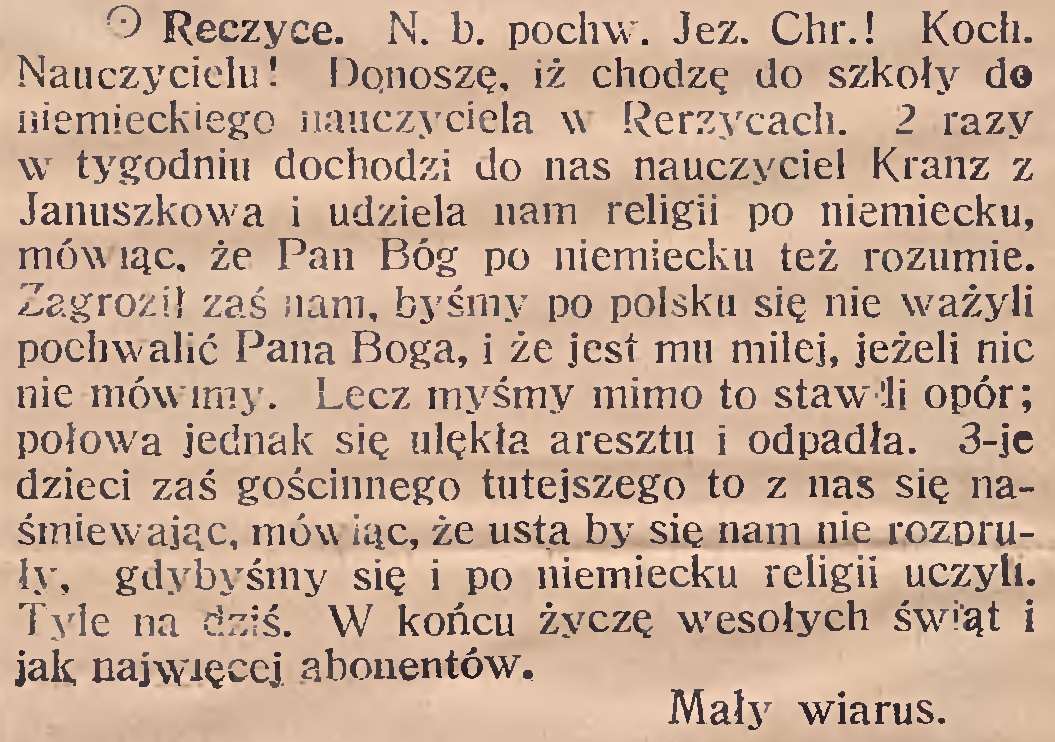 ☉ Reczyce. N. b. pochw. Jez. Chr.! Koch.
Nauczycielu! Donoszę, iż chodzę do szkoły do
niemieckiego nauczyciela w Rerzycach. 2 razy
w tygodniu dochodzi do nas nauczyciel Kranz z
Januszkowa i udziela nam religii po niemiecku,
mówiąc, że Pan Bóg po niemiecku też rozumie.
Zagroził zaś nam, byśmy po polsku się nie ważyli
pochwalić Pana Boga, i że jest mu milej, jeżeli nic
nie mówimy. Lecz myśmy mimo to stawili opór;
połowa jednak się ulękła aresztu i odpadła. 3-je
dzieci zaś gościnnego tutejszego to z nas się na-
śmiewając, mówiąc, że usta by się nam nie rozpru-
ły, gdybyśmy się i po niemiecku religii uczyli.
Tyle na dziś. W końcu życzę wesołych świąt i
jak najwięcej abonentów.
Mały wiarus.